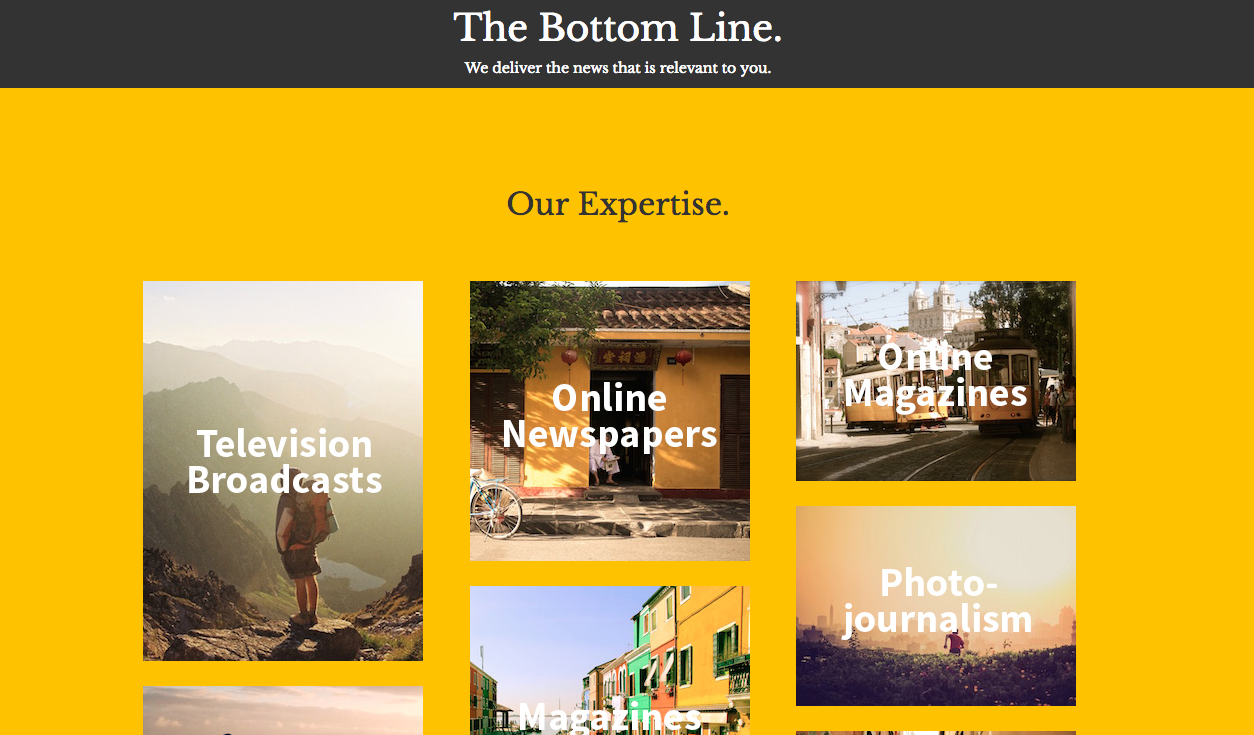 The Bottom Line.
We deliver the news that is relevant to you.
Our Expertise.
Television
Broadcasts
Online
Newspapers
Online
Magazines
Photo-
journalism
Magazines